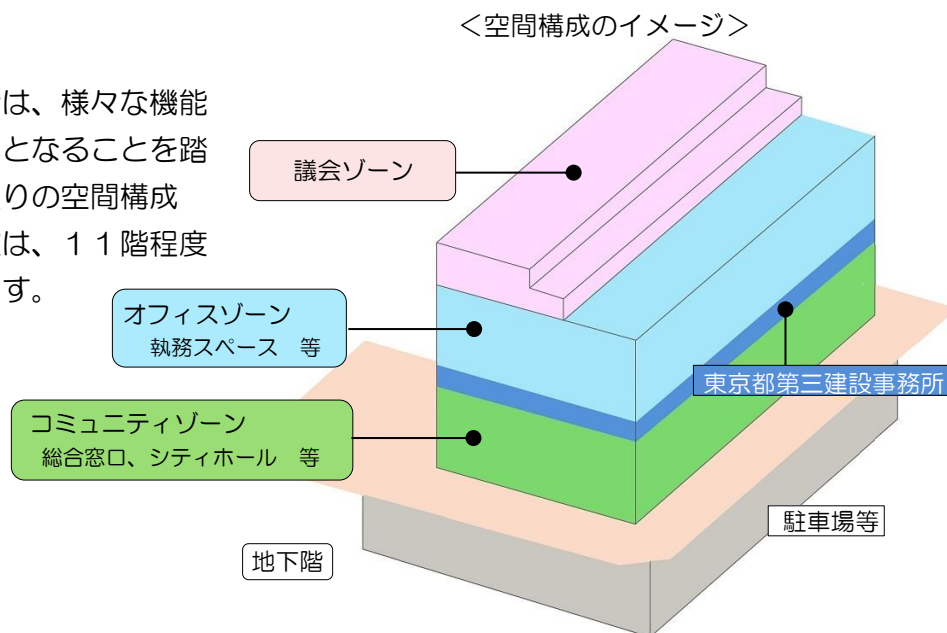 ＜空間構成のイメージ＞
は、様々な機能
となることを踏
りの空間構成
は、１１階程度
す。
議会ゾーン
オフィスゾーン
執務スペース　等
東京都第三建設事務所
コミュニティゾーン
総合窓口、シティホール　等
駐車場等
地下階